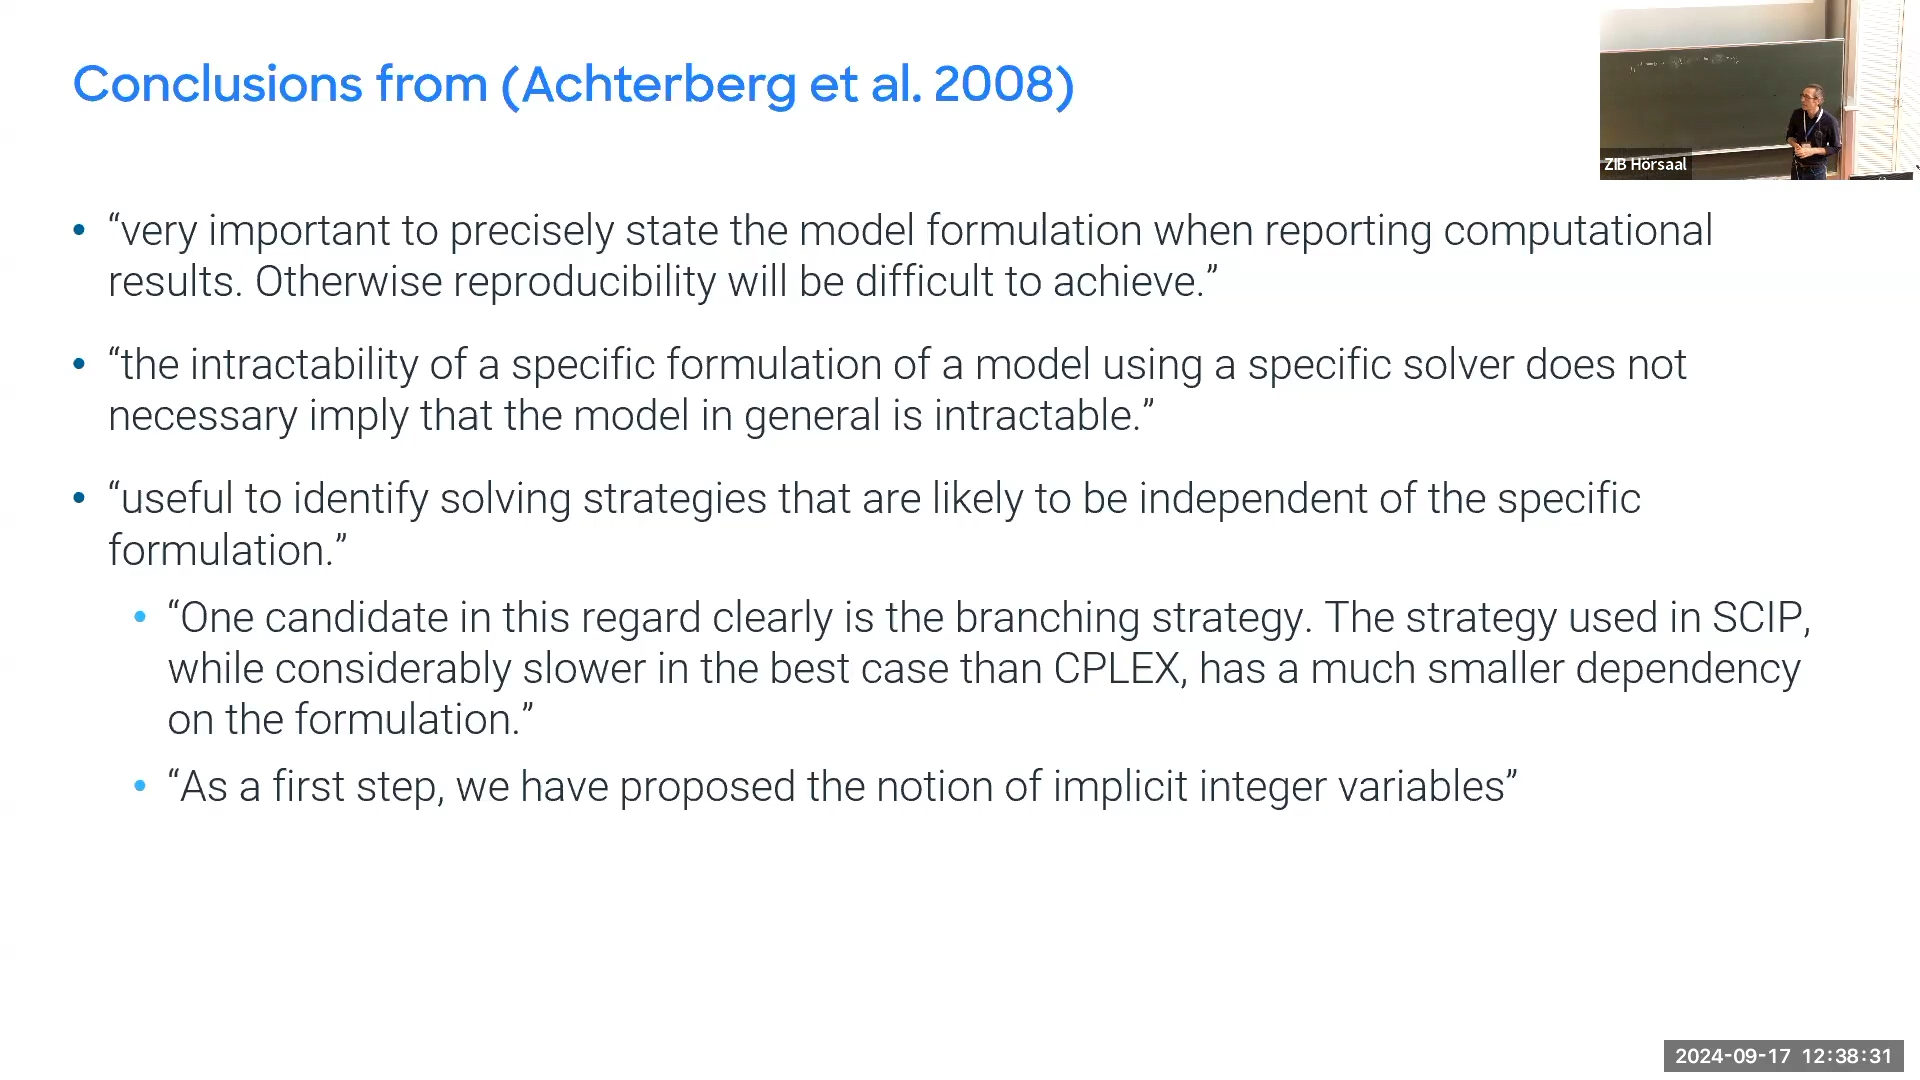 Conclusions from (Achterberg et al. 2008)
ZIB Hörsaal
• “very important to precisely state the model formulation when reporting computational
results. Otherwise reproducibility will be difficult to achieve.”
• “the intractability of a specific formulation of a model using a specific solver does not
necessary imply that the model in general is intractable.”
• “useful to identify solving strategies that are likely to be independent of the specific
formulation.”
• “One candidate in this regard clearly is the branching strategy. The strategy used in SCIP,
while considerably slower in the best case than CPLEX, has a much smaller dependency
on the formulation.”
• “As a first step, we have proposed the notion of implicit integer variables”
2024-09-17 12:38:31